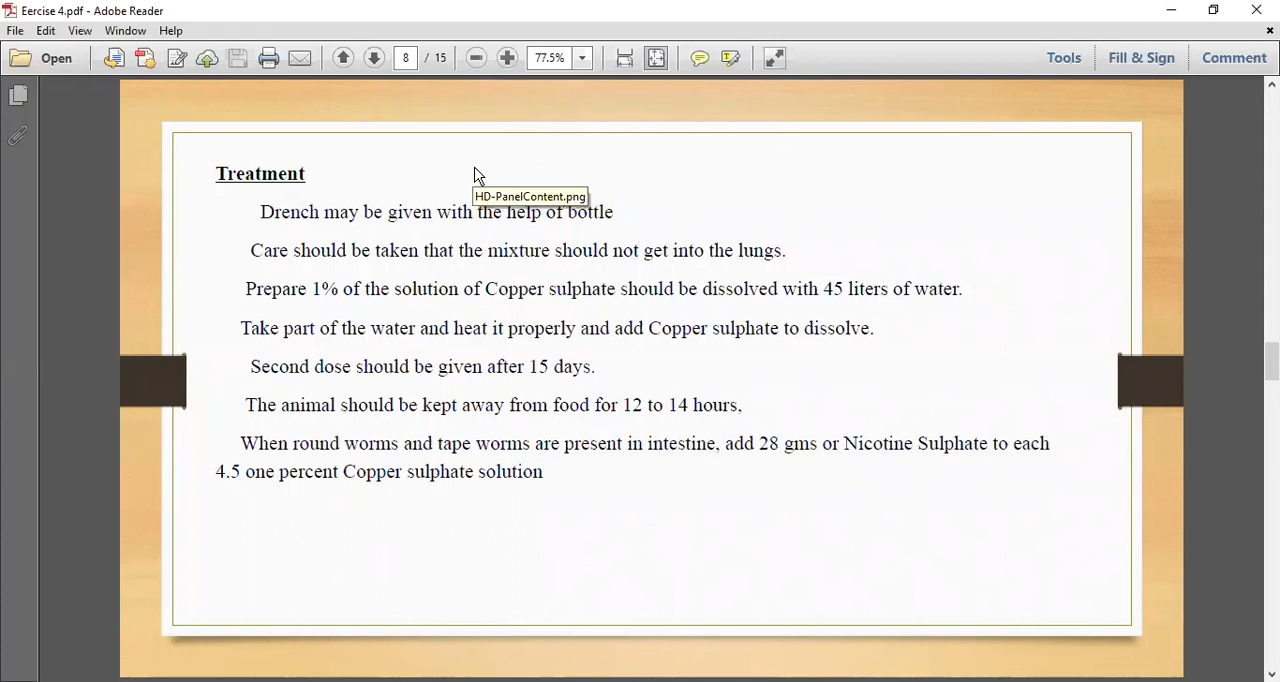 Eercise 4.pdf - Adobe Reader
File Edit View Window Help
Open 8 / 15 77.5% Tools Fill & Sign Comment
Treatment
HD-PanelContent.png
Drench may be given with the help of bottle
Care should be taken that the mixture should not get into the lungs.
Prepare 1% of the solution of Copper sulphate should be dissolved with 45 liters of water.
Take part of the water and heat it properly and add Copper sulphate to dissolve.
Second dose should be given after 15 days.
The animal should be kept away from food for 12 to 14 hours,
When round worms and tape worms are present in intestine, add 28 gms or Nicotine Sulphate to each
4.5 one percent Copper sulphate solution